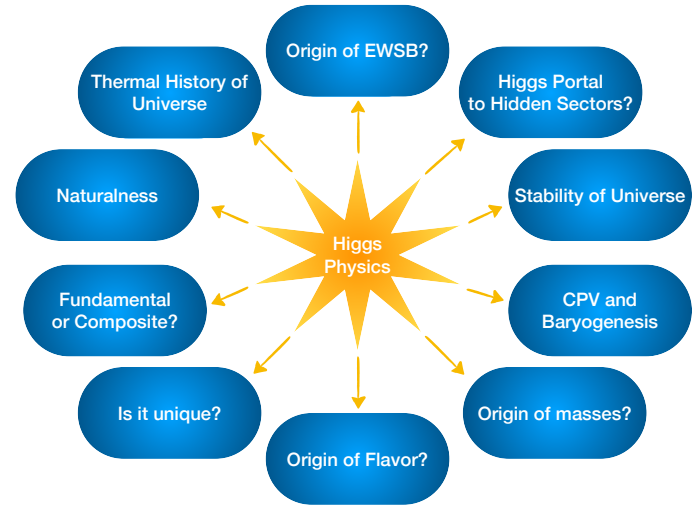 Origin of EWSB?
Thermal History of
Universe
Higgs Portal
to Hidden Sectors?
Naturalness
Stability of Universe
Higgs
Physics
Fundamental
or Composite?
CPV and
Baryogenesis
Is it unique?
Origin of masses?
Origin of Flavor?